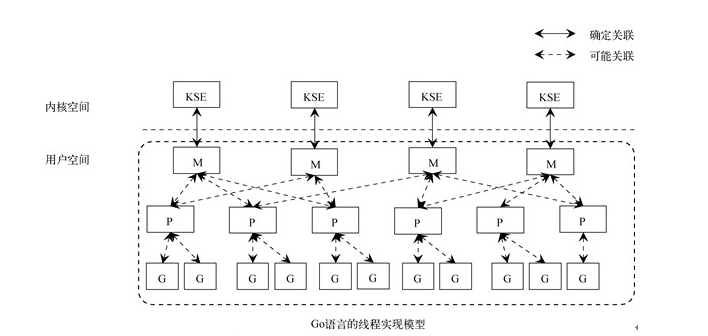 确定关联
可能关联
KSE KSE KSE KSE
内核空间
用户空间
M M M M
P P P P P P
G G G G G G G G G G G
Go语言的线程实现模型